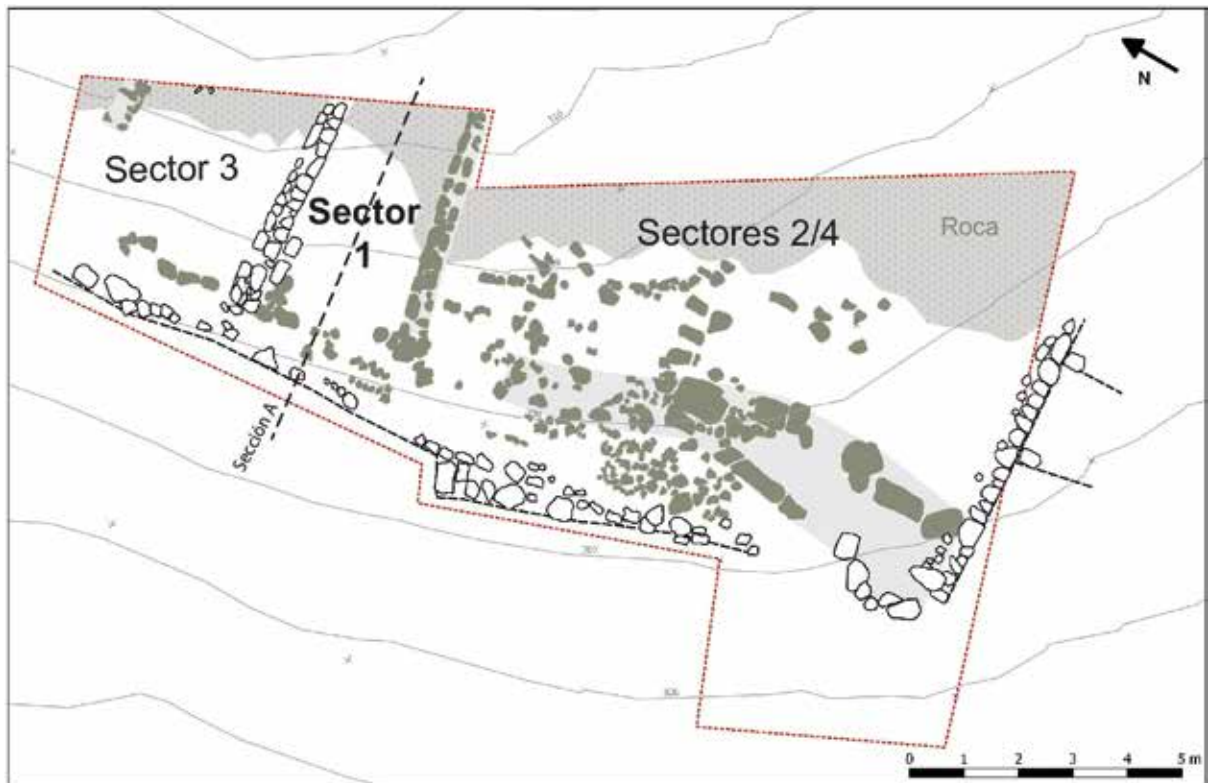 N
Sector 3
Sector
1
Sectores 2/4
Roca
Sección A
0 1 2 3 4 5 m